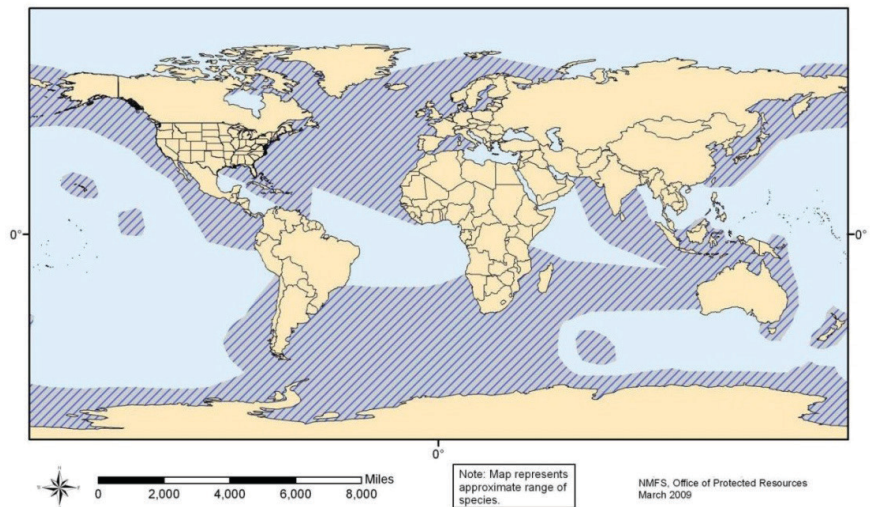 0°
0°
0°
Miles
0
2,000
4,000
6,000
8,000
Note: Map represents
approximate range of
species.
NMFS, Office of Protected Resources
March 2009